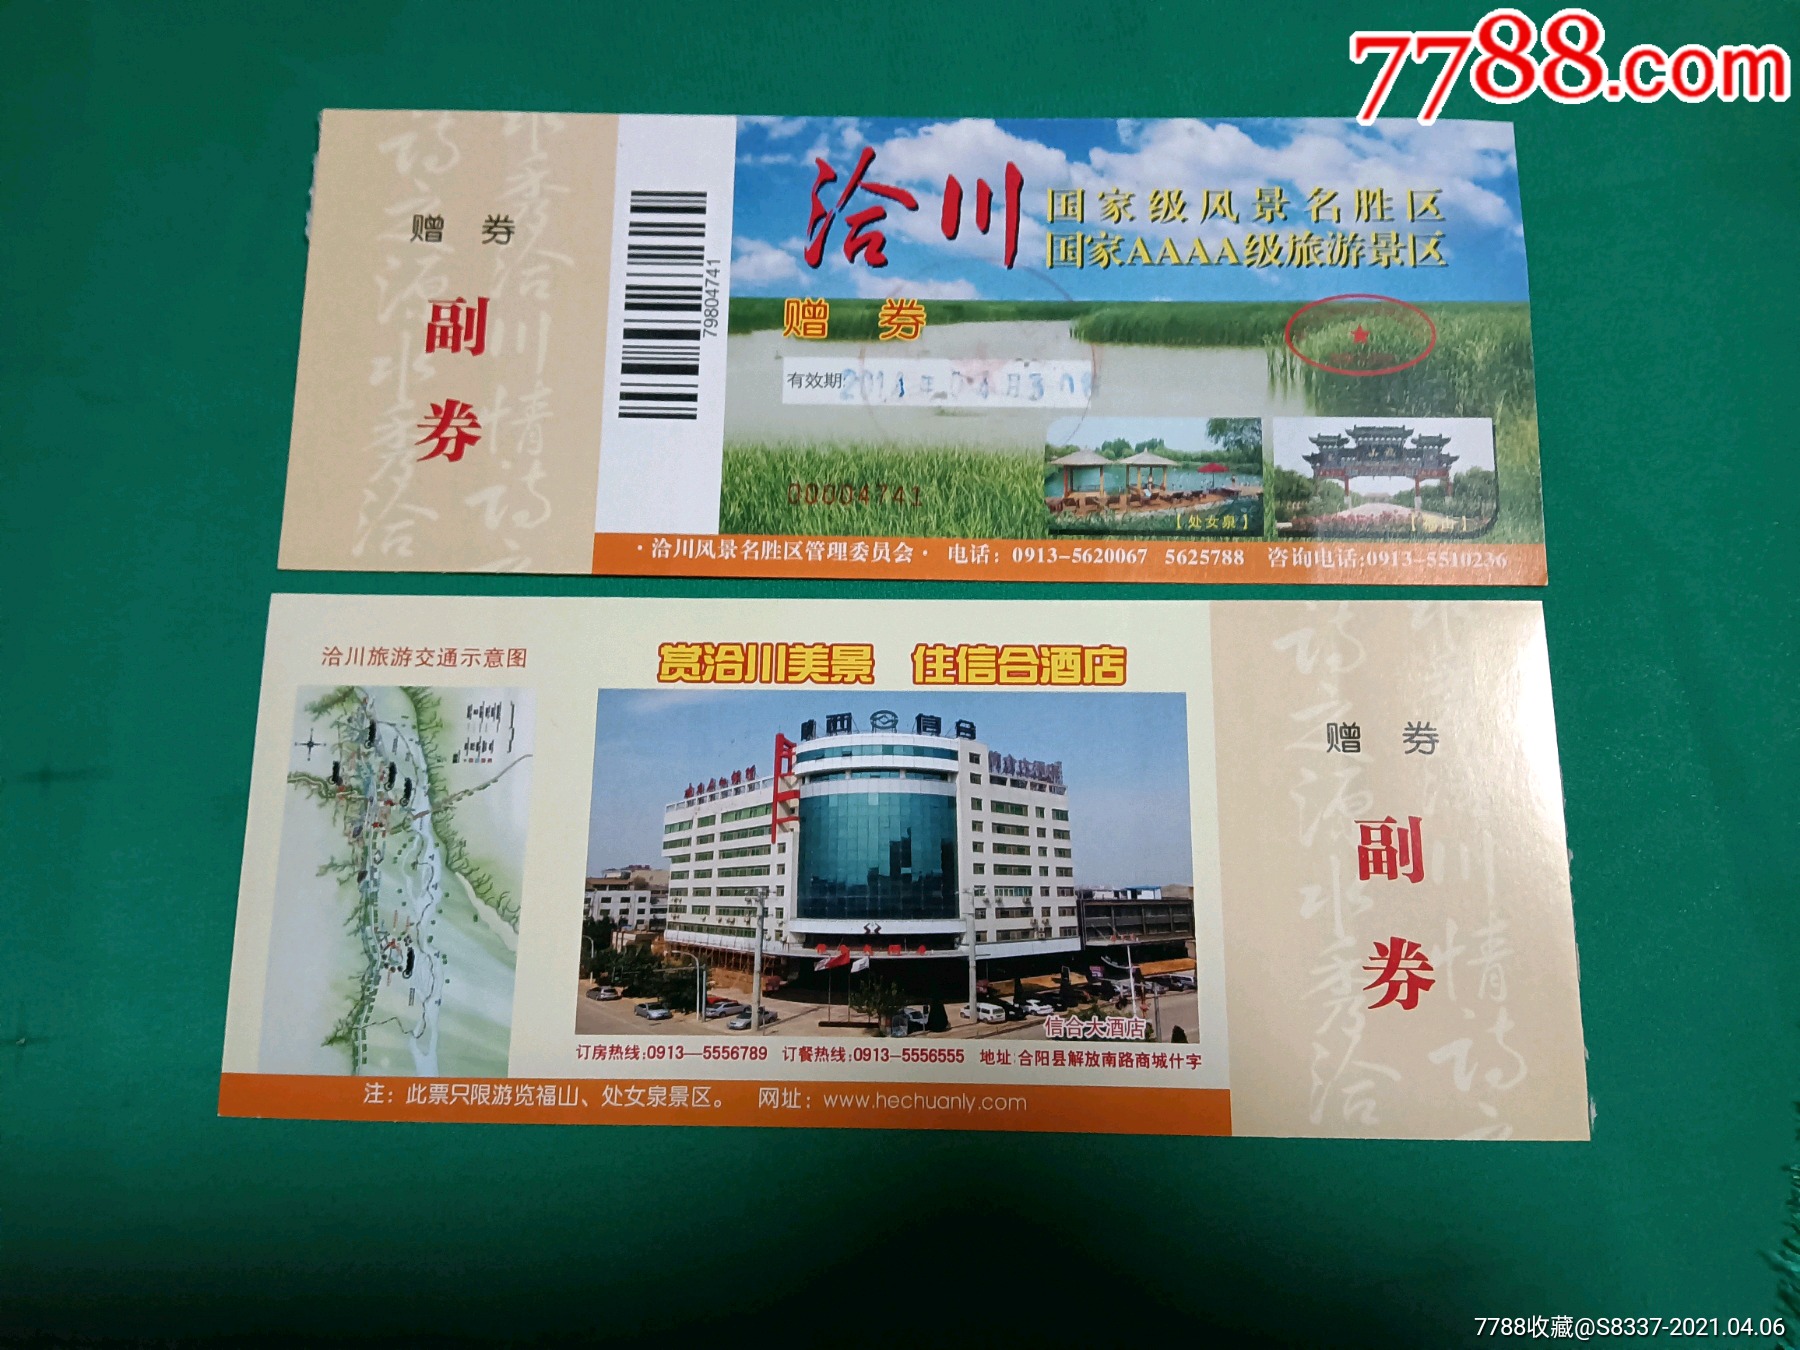 7788.com
赠 券
副
券
79804741
洽川
国家级风景名胜区
国家AAAA级旅游景区
赠 券
有效期:
00004741
【处女泉】
·洽川风景名胜区管理委员会· 电话：0913-5620067 5625788 咨询电话:0913-5510236
洽川旅游交通示意图
赏洽川美景 住信合酒店
陕西信合
信合大酒店
订房热线:0913—5556789 订餐热线:0913-5556555 地址:合阳县解放南路商城什字
注：此票只限游览福山、处女泉景区。 网址：www.hechuanly.com
赠 券
副
券
7788收藏@S8337-2021.04.06